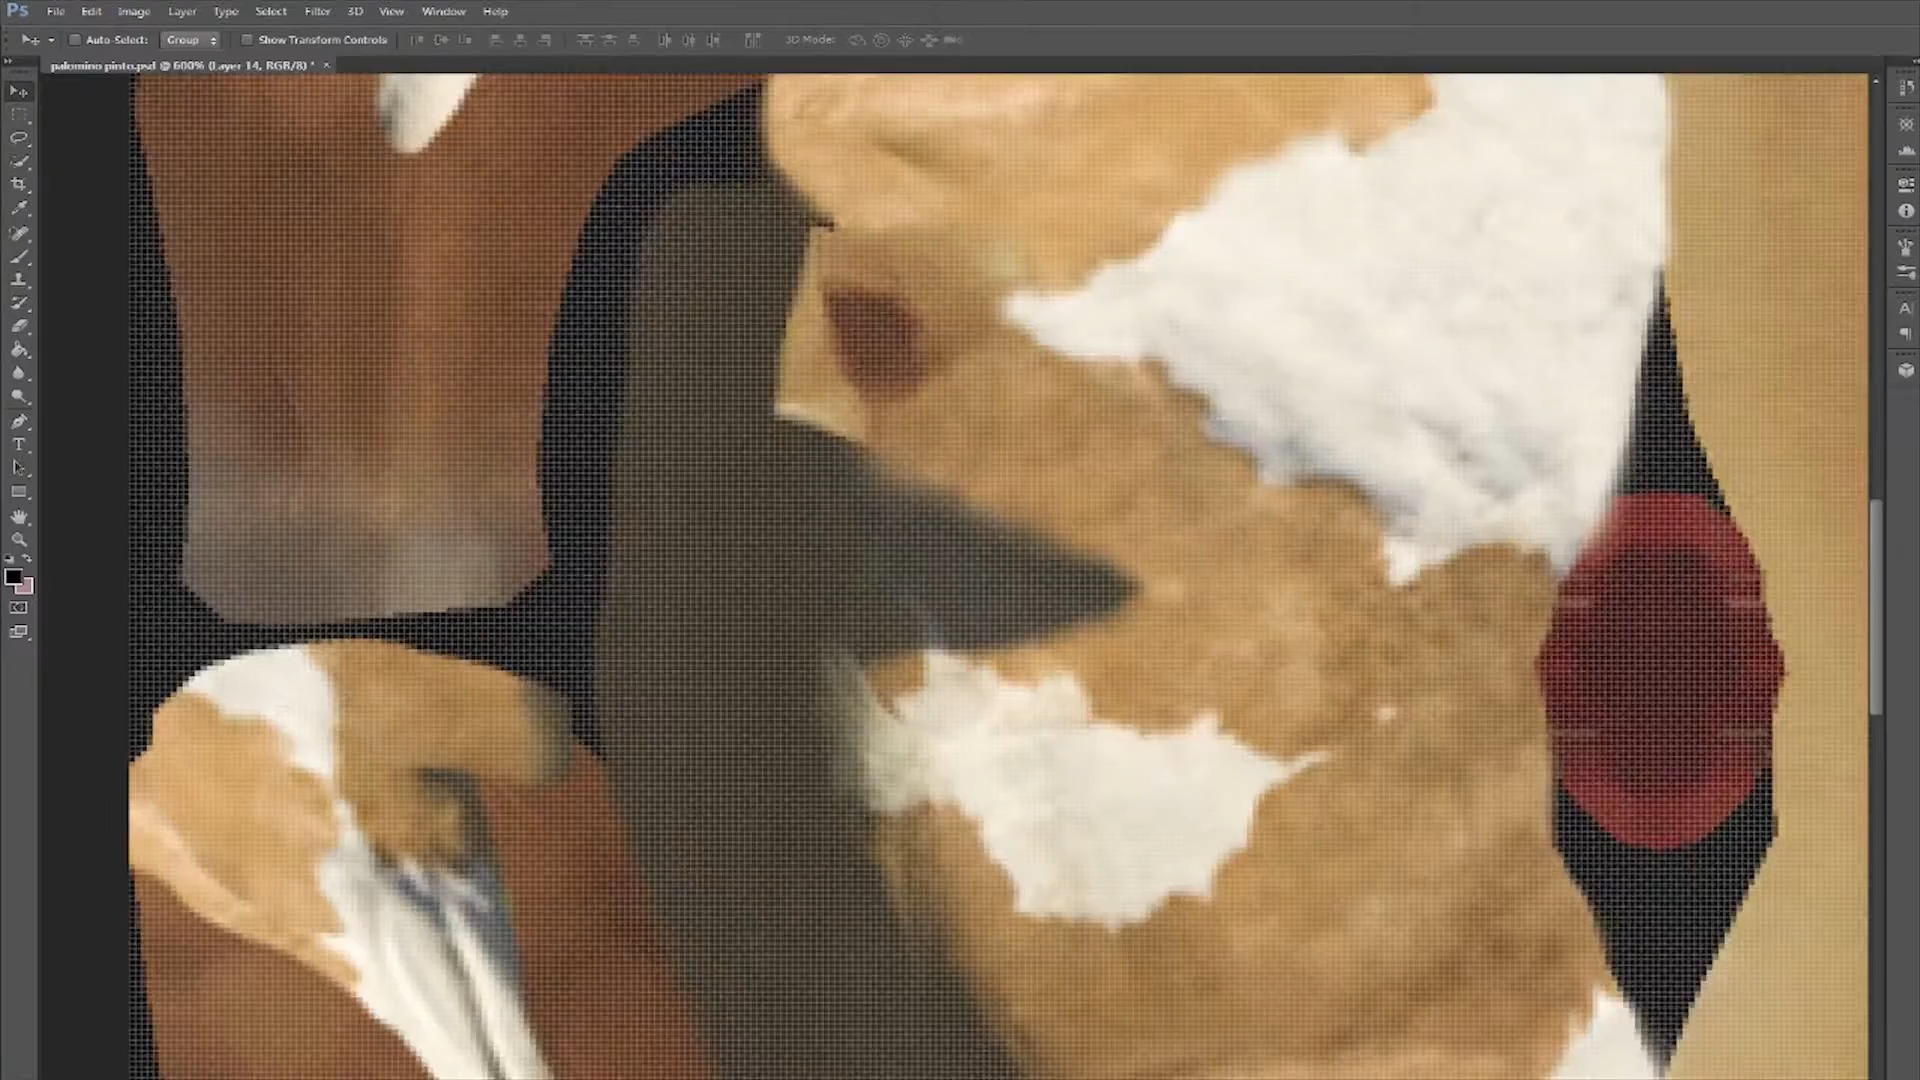 Ps File Edit Image Layer Type Select Filter 3D View Window Help
Auto-Select: Group Show Transform Controls 3D Mode:
palomino pinto.psd @ 600% (Layer 14, RGB/8) * ×